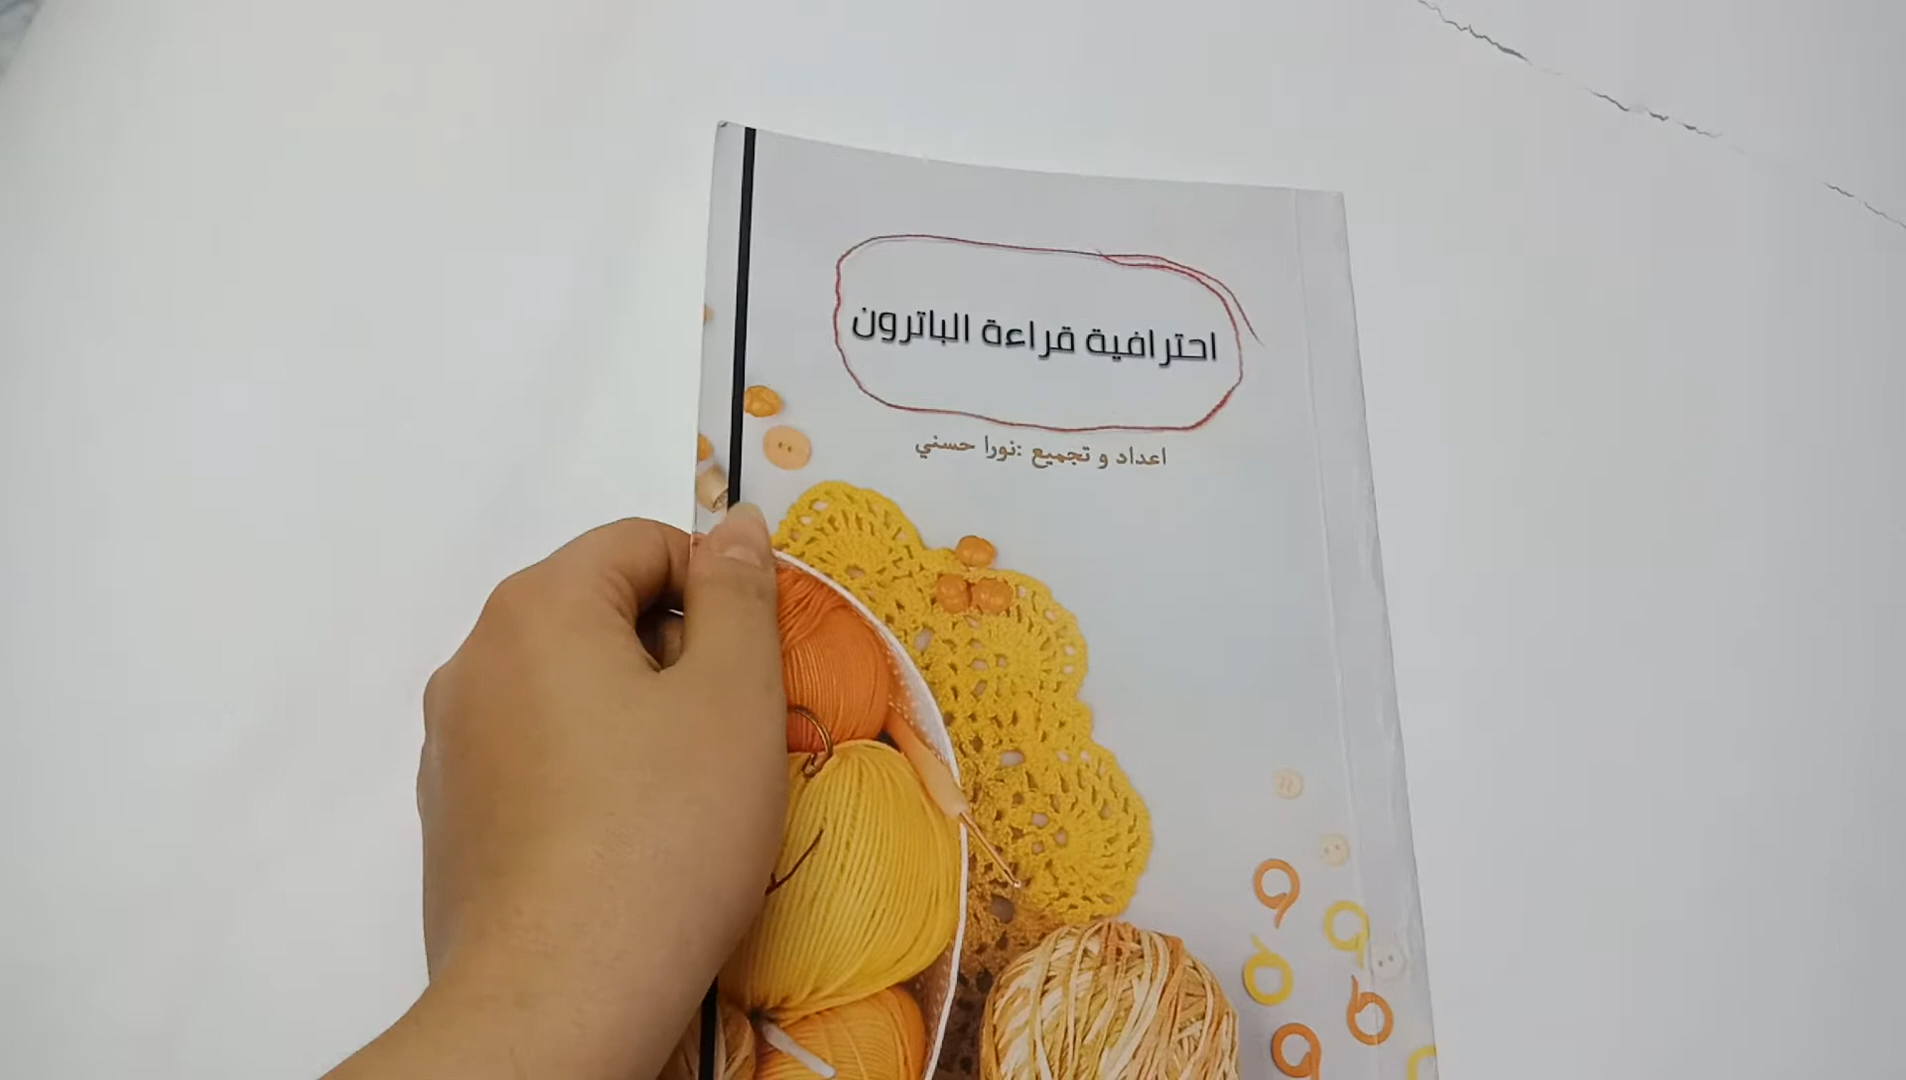 احترافية قراءة الباترون
اعداد و تجميع :نورا حسني